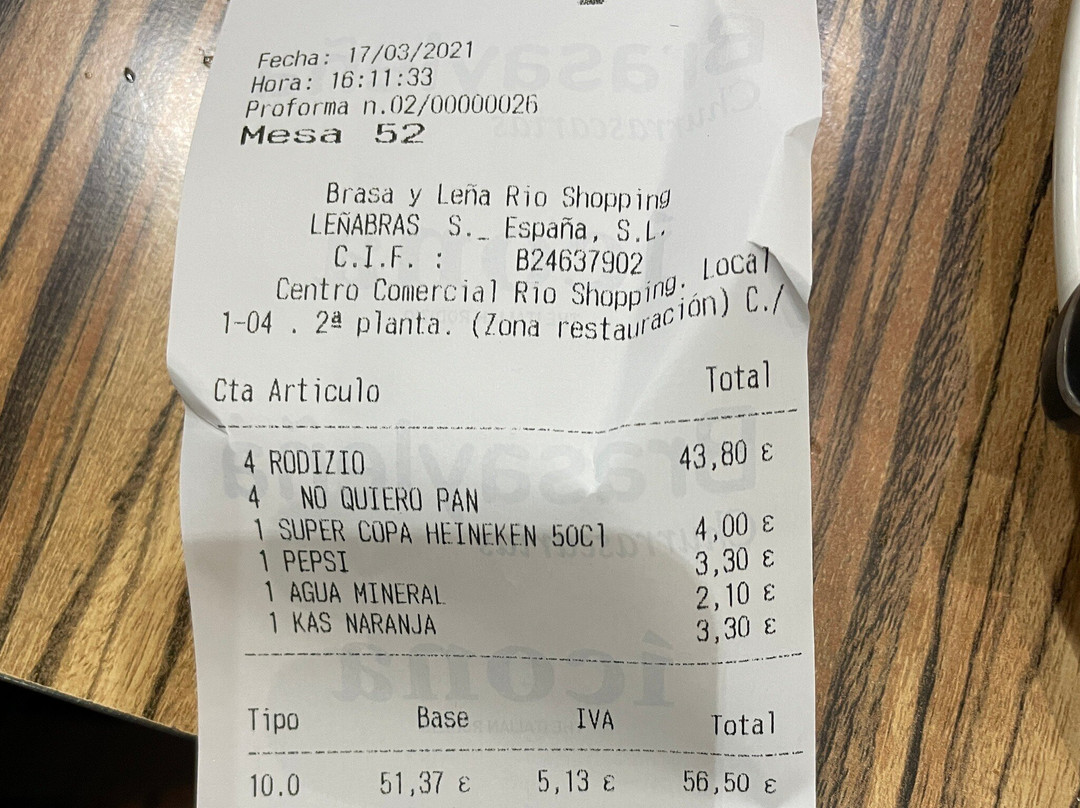 Fecha: 17/03/2021
Hora: 16:11:33
Proforma n.02/00000026
Mesa 52
Brasa y Leña Rio Shopping
LEÑABRAS S._ España, S.L.
C.I.F. : B24637902
Centro Comercial Rio Shopping. Local
1-04 . 2ª planta. (Zona restauración) C./
Cta Articulo Total
4 RODIZIO 43,80 €
4 NO QUIERO PAN
1 SUPER COPA HEINEKEN 50Cl 4,00 €
1 PEPSI 3,30 €
1 AGUA MINERAL 2,10 €
1 KAS NARANJA 3,30 €
Tipo Base IVA Total
10.0 51,37 € 5,13 € 56,50 €